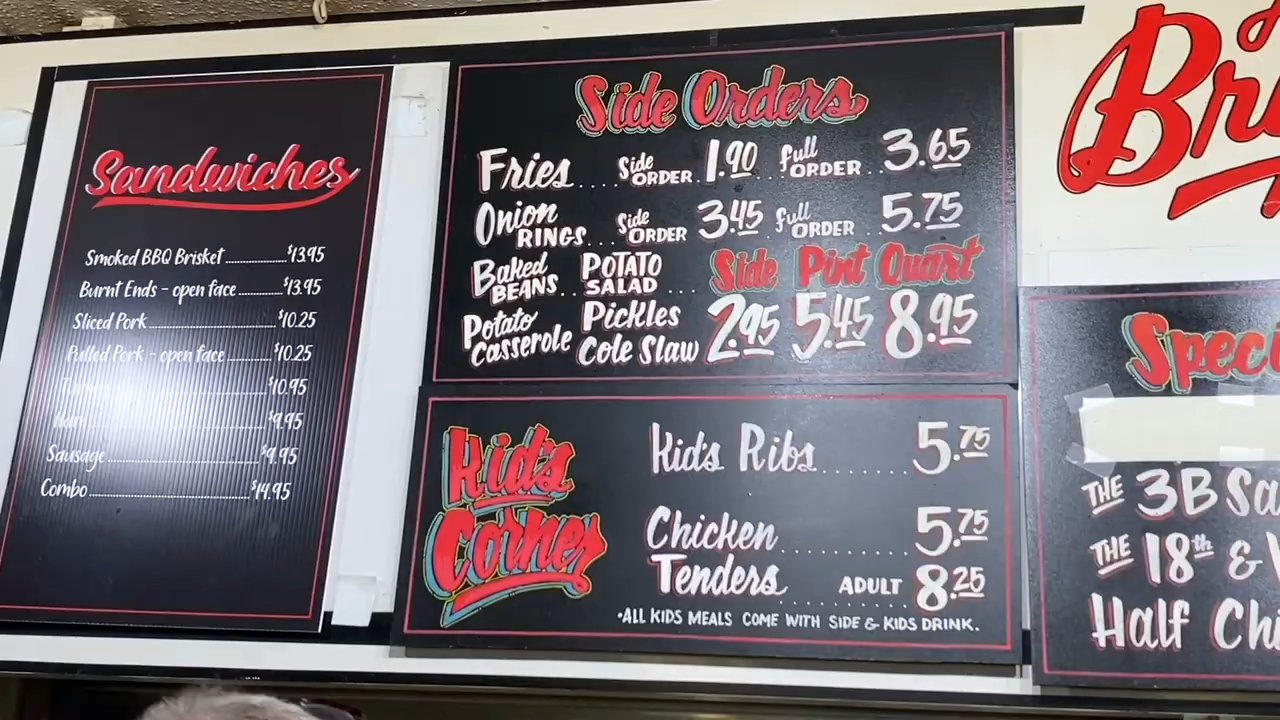 Sandwiches
Smoked BBQ Brisket $13.95
Burnt Ends - open face $13.95
Sliced Pork $10.25
Pulled Pork - open face $10.25
$10.95
Ham $9.95
Sausage $9.95
Combo $14.95
Side Orders
Fries.... Side ORDER 1.90 full ORDER 3.65
Onion RINGS... Side ORDER 3.45 full ORDER 5.75
Baked BEANS.. POTATO SALAD ... Side Pint Quart
Potato Casserole Pickles Cole Slaw 2.95 5.45 8.95
Kid's Corner
Kid's Ribs 5.75
Chicken Tenders 5.75
ADULT 8.25
•ALL KIDS MEALS COME WITH SIDE & KIDS DRINK.
THE 3B
THE 18th &
Half